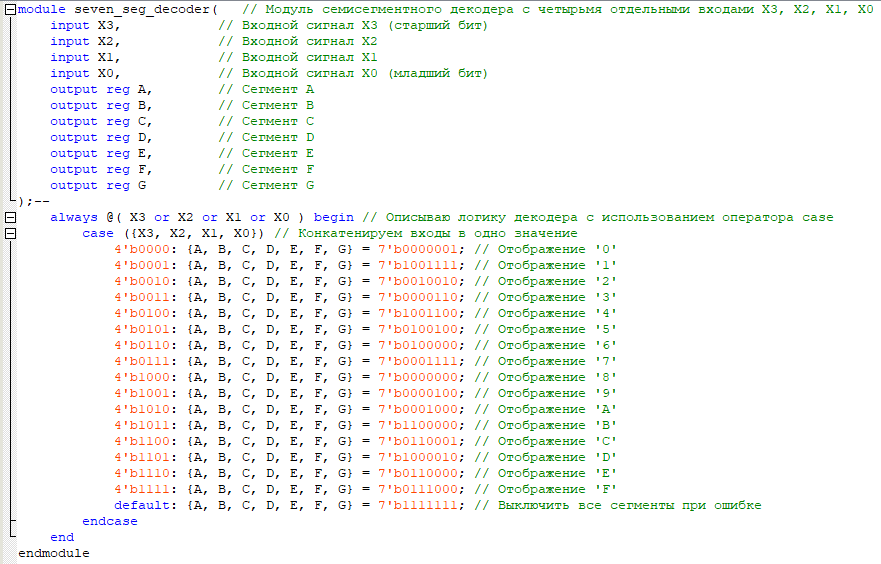 module seven_seg_decoder(   // Модуль семисегментного декодера с четырьмя отдельными входами X3, X2, X1, X0
    input X3,            // Входной сигнал X3 (старший бит)
    input X2,            // Входной сигнал X2
    input X1,            // Входной сигнал X1
    input X0,            // Входной сигнал X0 (младший бит)
    output reg A,        // Сегмент A
    output reg B,        // Сегмент B
    output reg C,        // Сегмент C
    output reg D,        // Сегмент D
    output reg E,        // Сегмент E
    output reg F,        // Сегмент F
    output reg G         // Сегмент G
);--
    always @( X3 or X2 or X1 or X0 ) begin // Описываю логику декодера с использованием оператора case
        case ({X3, X2, X1, X0}) // Конкатенируем входы в одно значение
            4'b0000: {A, B, C, D, E, F, G} = 7'b0000001; // Отображение '0'
            4'b0001: {A, B, C, D, E, F, G} = 7'b1001111; // Отображение '1'
            4'b0010: {A, B, C, D, E, F, G} = 7'b0010010; // Отображение '2'
            4'b0011: {A, B, C, D, E, F, G} = 7'b0000110; // Отображение '3'
            4'b0100: {A, B, C, D, E, F, G} = 7'b1001100; // Отображение '4'
            4'b0101: {A, B, C, D, E, F, G} = 7'b0100100; // Отображение '5'
            4'b0110: {A, B, C, D, E, F, G} = 7'b0100000; // Отображение '6'
            4'b0111: {A, B, C, D, E, F, G} = 7'b0001111; // Отображение '7'
            4'b1000: {A, B, C, D, E, F, G} = 7'b0000000; // Отображение '8'
            4'b1001: {A, B, C, D, E, F, G} = 7'b0000100; // Отображение '9'
            4'b1010: {A, B, C, D, E, F, G} = 7'b0001000; // Отображение 'A'
            4'b1011: {A, B, C, D, E, F, G} = 7'b1100000; // Отображение 'B'
            4'b1100: {A, B, C, D, E, F, G} = 7'b0110001; // Отображение 'C'
            4'b1101: {A, B, C, D, E, F, G} = 7'b1000010; // Отображение 'D'
            4'b1110: {A, B, C, D, E, F, G} = 7'b0110000; // Отображение 'E'
            4'b1111: {A, B, C, D, E, F, G} = 7'b0111000; // Отображение 'F'
            default: {A, B, C, D, E, F, G} = 7'b1111111; // Выключить все сегменты при ошибке
        endcase
    end
endmodule